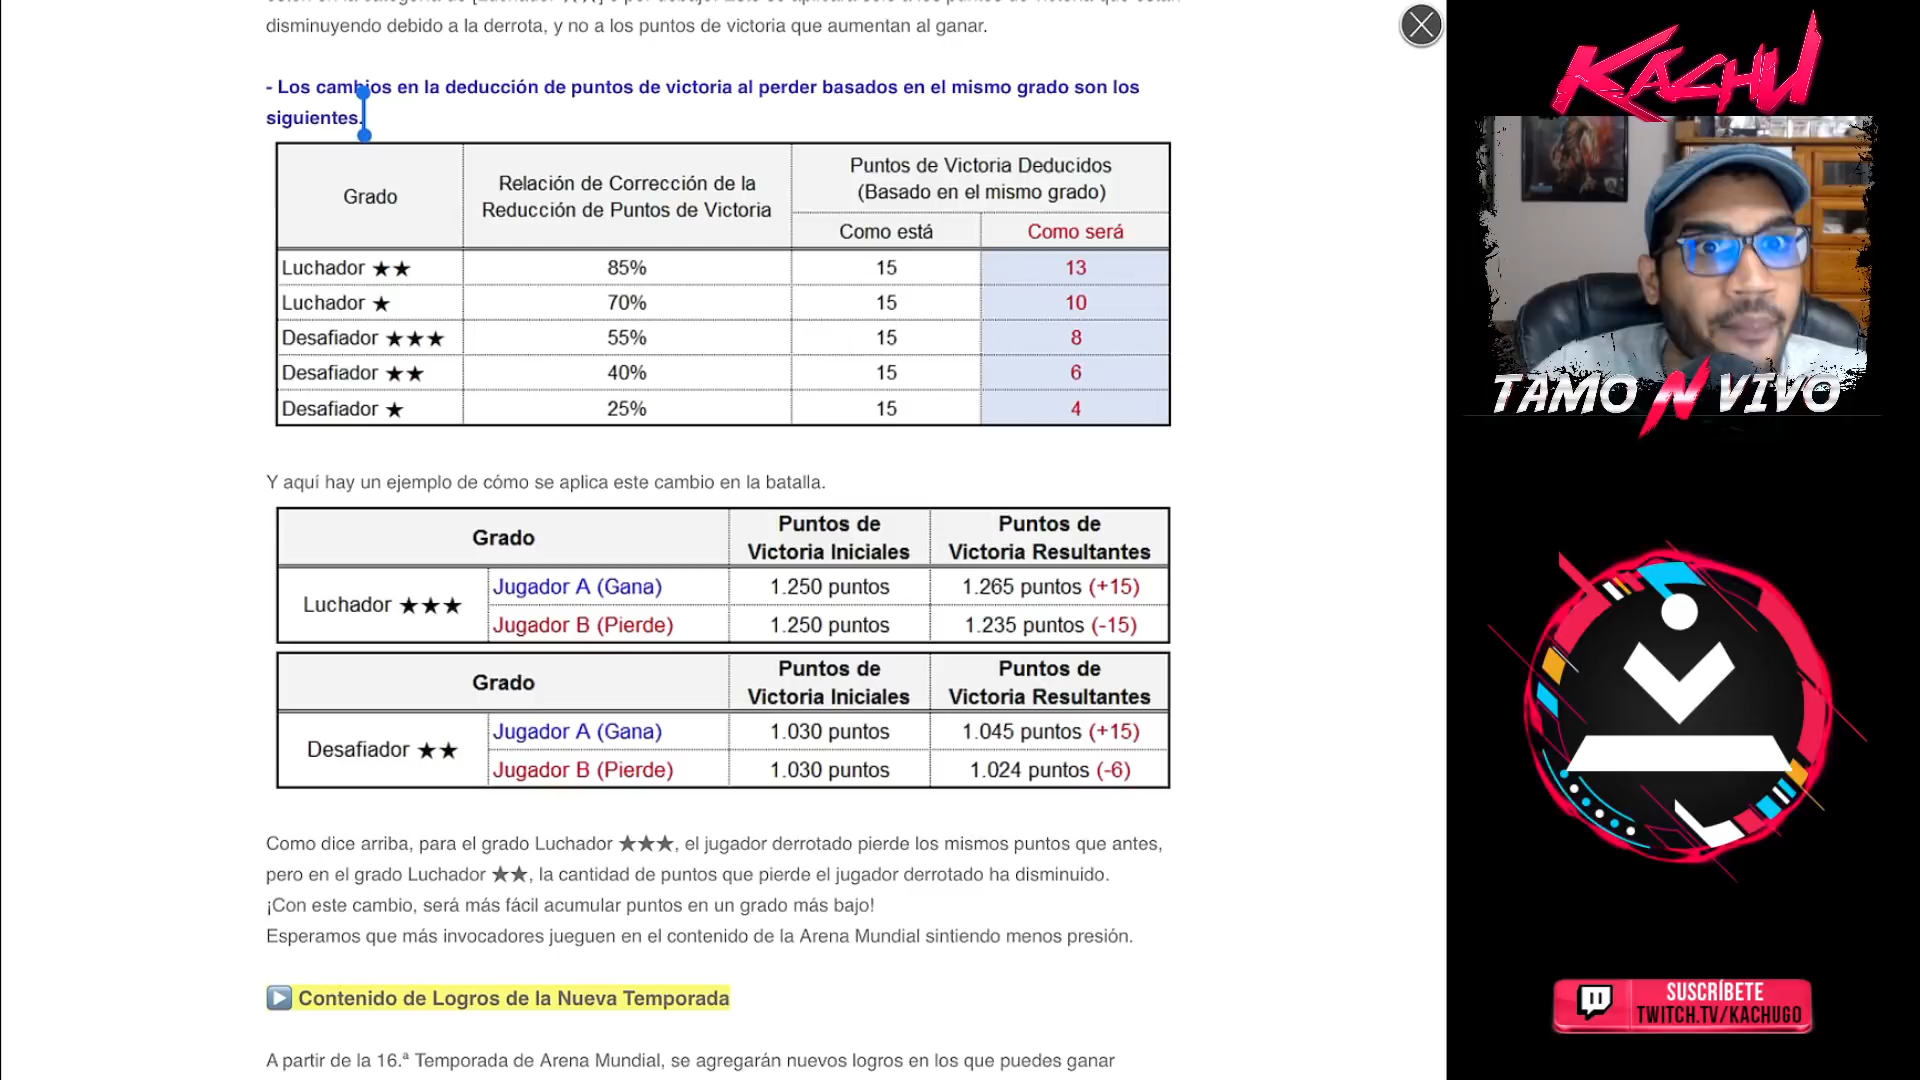 disminuyendo debido a la derrota, y no a los puntos de victoria que aumentan al ganar.
- Los cambios en la deducción de puntos de victoria al perder basados en el mismo grado son los
siguientes.
Grado
Relación de Corrección de la
Reducción de Puntos de Victoria
Puntos de Victoria Deducidos
(Basado en el mismo grado)
Como está
Como será
Luchador ★★ 85% 15 13
Luchador ★ 70% 15 10
Desafiador ★★★ 55% 15 8
Desafiador ★★ 40% 15 6
Desafiador ★ 25% 15 4
Y aquí hay un ejemplo de cómo se aplica este cambio en la batalla.
Grado
Puntos de
Victoria Iniciales
Puntos de
Victoria Resultantes
Luchador ★★★
Jugador A (Gana) 1.250 puntos 1.265 puntos (+15)
Jugador B (Pierde) 1.250 puntos 1.235 puntos (-15)
Grado
Puntos de
Victoria Iniciales
Puntos de
Victoria Resultantes
Desafiador ★★
Jugador A (Gana) 1.030 puntos 1.045 puntos (+15)
Jugador B (Pierde) 1.030 puntos 1.024 puntos (-6)
Como dice arriba, para el grado Luchador ★★★, el jugador derrotado pierde los mismos puntos que antes,
pero en el grado Luchador ★★, la cantidad de puntos que pierde el jugador derrotado ha disminuido.
¡Con este cambio, será más fácil acumular puntos en un grado más bajo!
Esperamos que más invocadores jueguen en el contenido de la Arena Mundial sintiendo menos presión.
Contenido de Logros de la Nueva Temporada
A partir de la 16.ª Temporada de Arena Mundial, se agregarán nuevos logros en los que puedes ganar
KACHU
TAMO N VIVO
SUSCRÍBETE
TWITCH.TV/KACHUGO